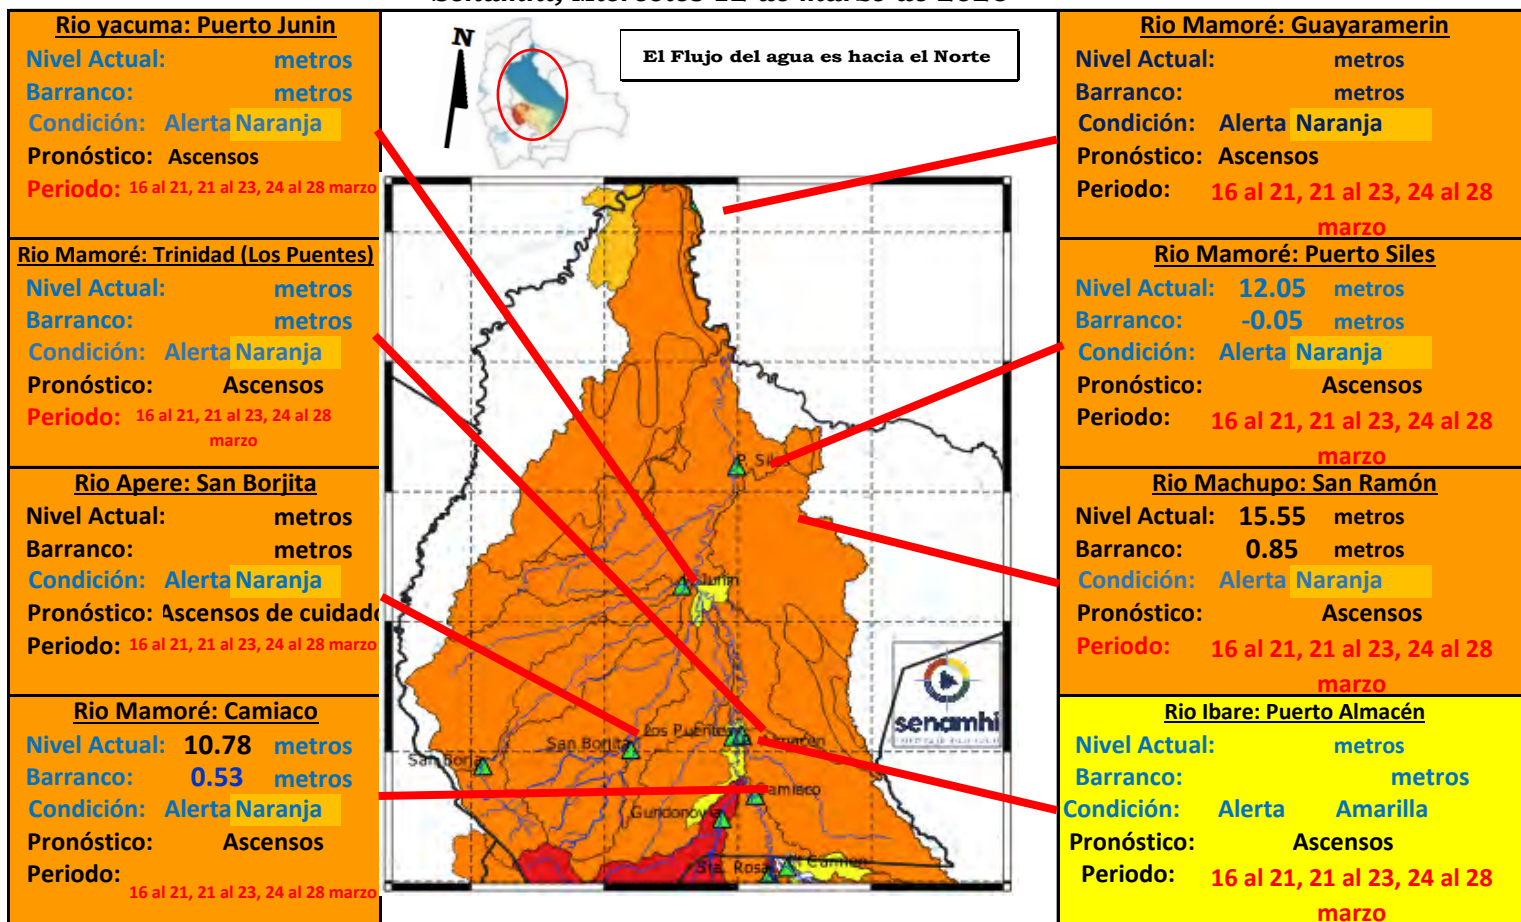 Rio yacuma: Puerto Junin
Nivel Actual: metros
Barranco: metros
Condición: Alerta Naranja
Pronóstico: Ascensos
Periodo: 16 al 21, 21 al 23, 24 al 28 marzo
Rio Mamoré: Trinidad (Los Puentes)
Nivel Actual: metros
Barranco: metros
Condición: Alerta Naranja
Pronóstico: Ascensos
Periodo: 16 al 21, 21 al 23, 24 al 28
marzo
Rio Apere: San Borjita
Nivel Actual: metros
Barranco: metros
Condición: Alerta Naranja
Pronóstico: Ascensos de cuidado
Periodo: 16 al 21, 21 al 23, 24 al 28 marzo
Rio Mamoré: Camiaco
Nivel Actual: 10.78 metros
Barranco: 0.53 metros
Condición: Alerta Naranja
Pronóstico: Ascensos
Periodo:
16 al 21, 21 al 23, 24 al 28 marzo
N
El Flujo del agua es hacia el Norte
P. Siles
Junin
Los Puentes
Almacén
San Borjita
San Borja
Camiaco
Gundonovia
Sta. Rosa
El Carmen
senamhi
Rio Mamoré: Guayaramerin
Nivel Actual: metros
Barranco: metros
Condición: Alerta Naranja
Pronóstico: Ascensos
Periodo: 16 al 21, 21 al 23, 24 al 28
marzo
Rio Mamoré: Puerto Siles
Nivel Actual: 12.05 metros
Barranco: -0.05 metros
Condición: Alerta Naranja
Pronóstico: Ascensos
Periodo: 16 al 21, 21 al 23, 24 al 28
marzo
Rio Machupo: San Ramón
Nivel Actual: 15.55 metros
Barranco: 0.85 metros
Condición: Alerta Naranja
Pronóstico: Ascensos
Periodo: 16 al 21, 21 al 23, 24 al 28
marzo
Rio Ibare: Puerto Almacén
Nivel Actual: metros
Barranco: metros
Condición: Alerta Amarilla
Pronóstico: Ascensos
Periodo: 16 al 21, 21 al 23, 24 al 28
marzo